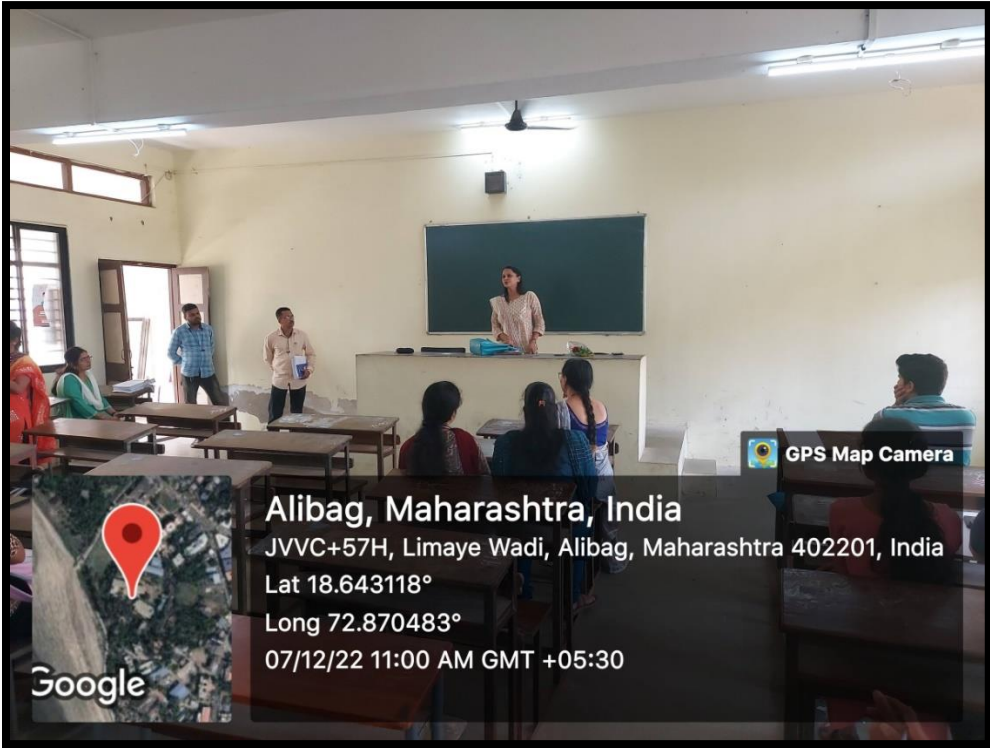 GPS Map Camera
Alibag, Maharashtra, India
JVVC+57H, Limaye Wadi, Alibag, Maharashtra 402201, India
Lat 18.643118°
Long 72.870483°
07/12/22 11:00 AM GMT +05:30
Google